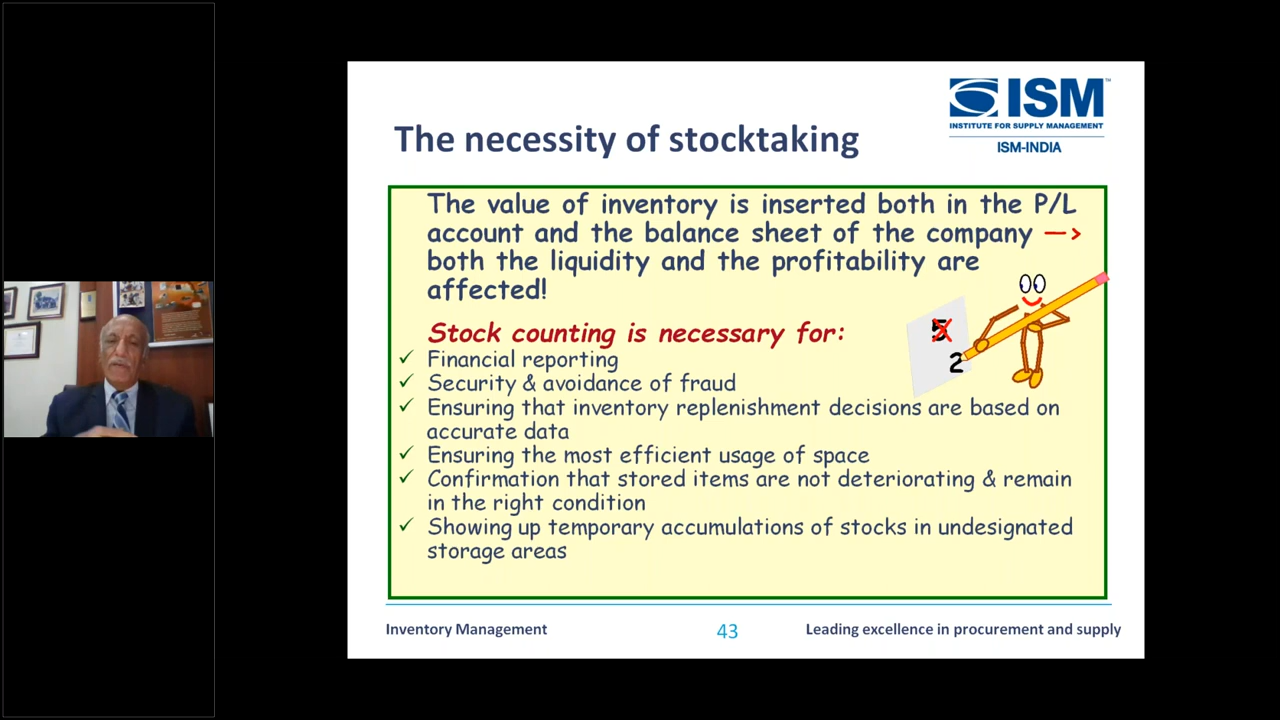 ISM™
INSTITUTE FOR SUPPLY MANAGEMENT
ISM-INDIA
The necessity of stocktaking
The value of inventory is inserted both in the P/L
account and the balance sheet of the company —>
both the liquidity and the profitability are
affected!
Stock counting is necessary for:
✓ Financial reporting
✓ Security & avoidance of fraud
✓ Ensuring that inventory replenishment decisions are based on
accurate data
✓ Ensuring the most efficient usage of space
✓ Confirmation that stored items are not deteriorating & remain
in the right condition
✓ Showing up temporary accumulations of stocks in undesignated
storage areas
5
2
Inventory Management
43
Leading excellence in procurement and supply